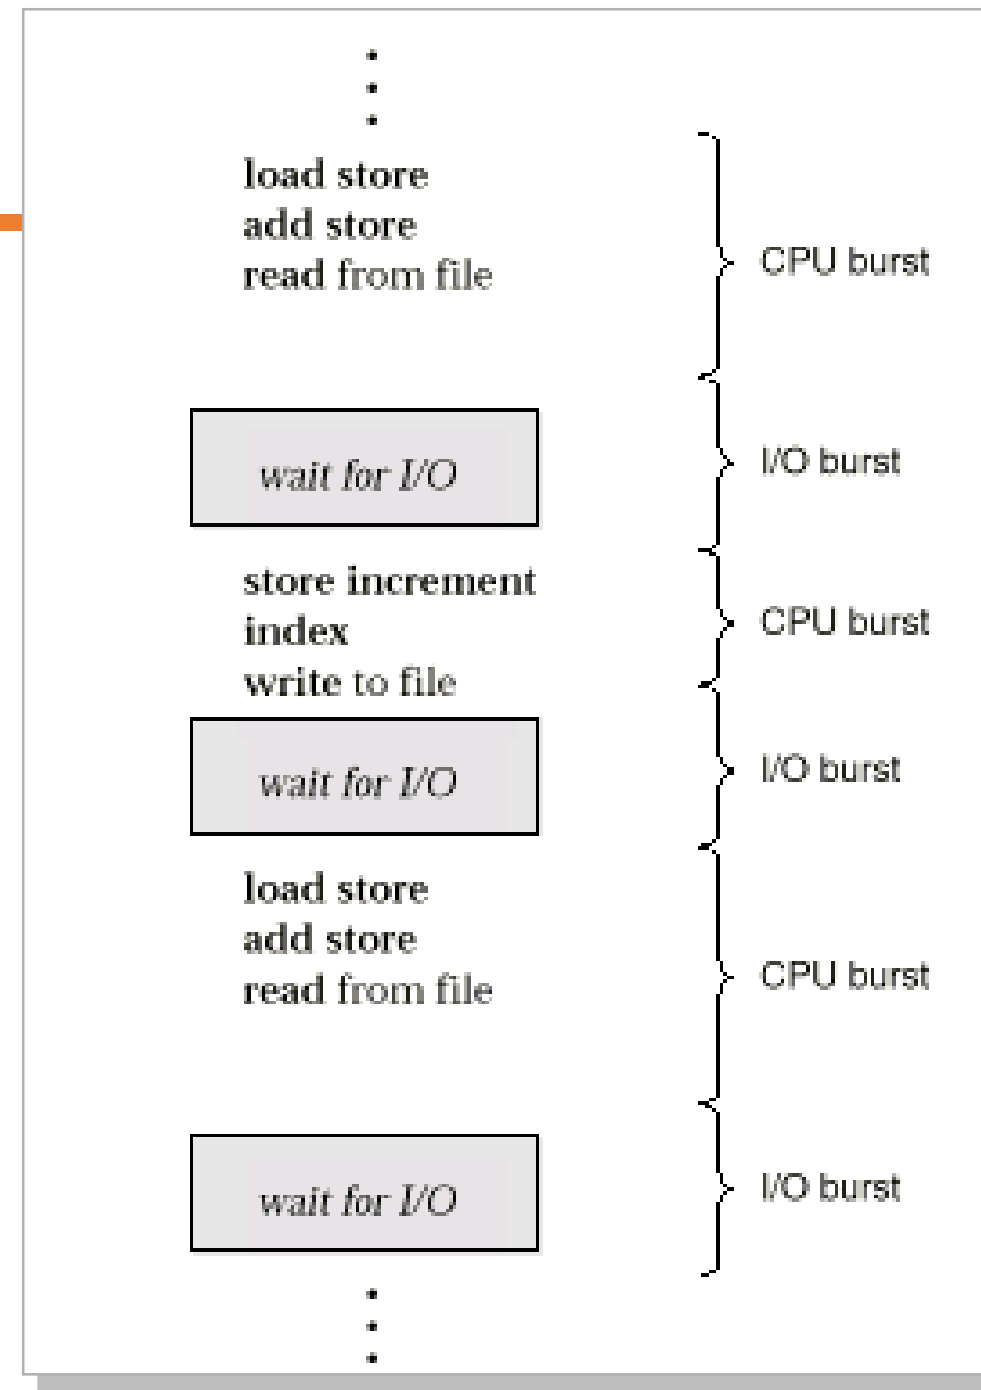 load store
add store
read from file
CPU burst
wait for I/O
I/O burst
store increment
index
write to file
CPU burst
wait for I/O
I/O burst
load store
add store
read from file
CPU burst
wait for I/O
I/O burst